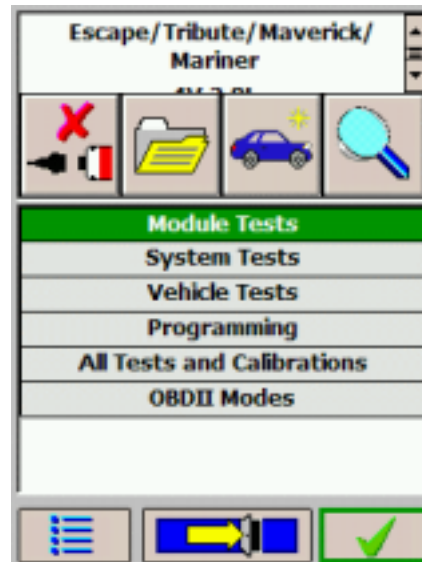 Escape/Tribute/Maverick/
Mariner
Module Tests
System Tests
Vehicle Tests
Programming
All Tests and Calibrations
OBDII Modes